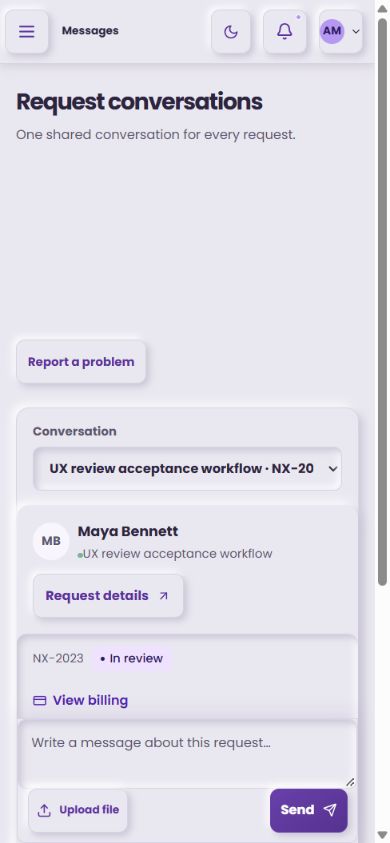 Messages
AM
Request conversations
One shared conversation for every request.
Report a problem
Conversation
UX review acceptance workflow · NX-20
MB
Maya Bennett
UX review acceptance workflow
Request details
NX-2023
• In review
View billing
Write a message about this request...
Upload file
Send